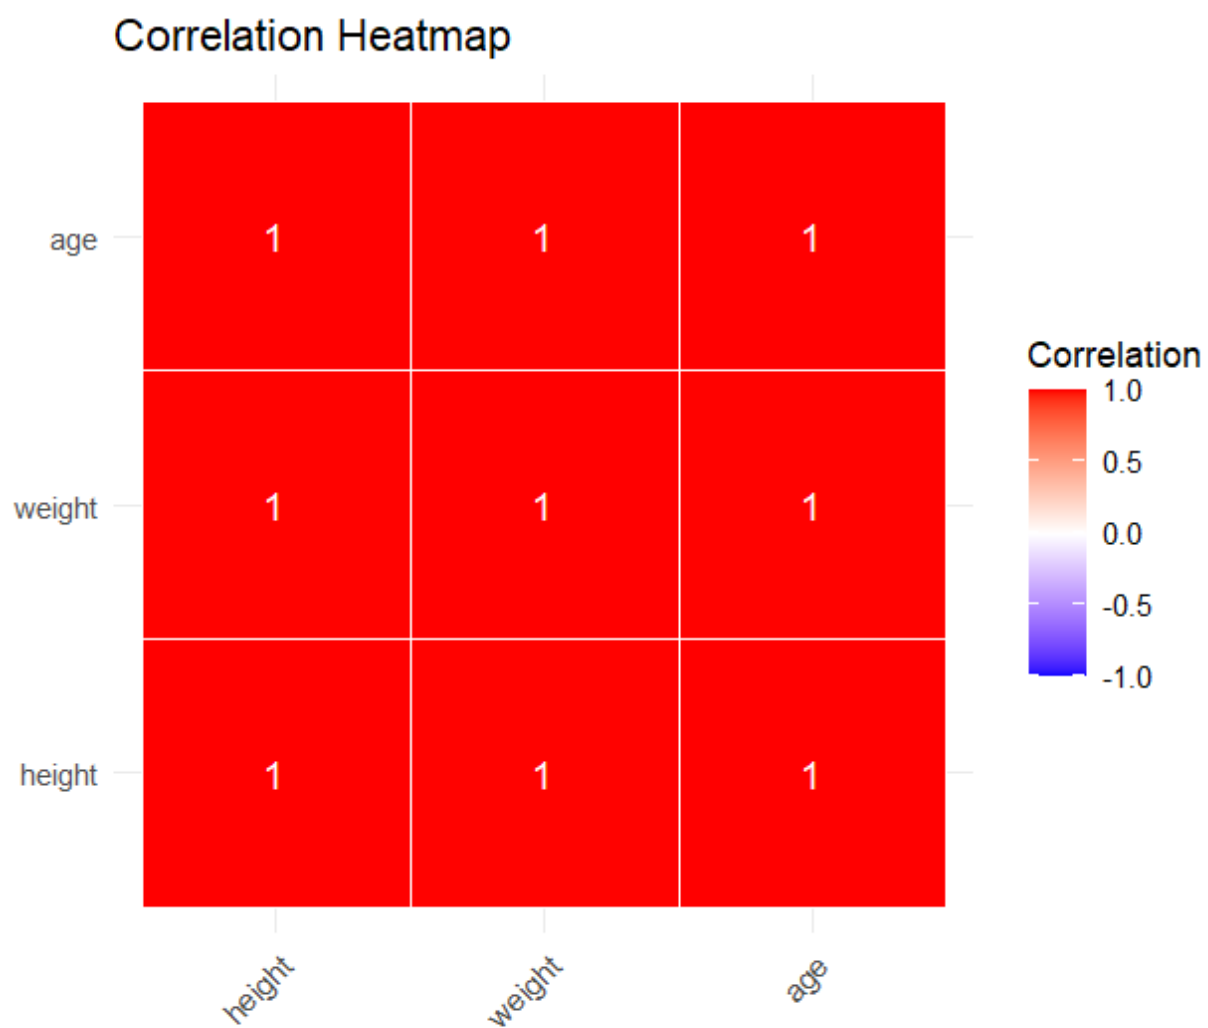 Correlation Heatmap
age 1 1 1
weight 1 1 1
height 1 1 1
height weight age
Correlation
1.0
0.5
0.0
-0.5
-1.0